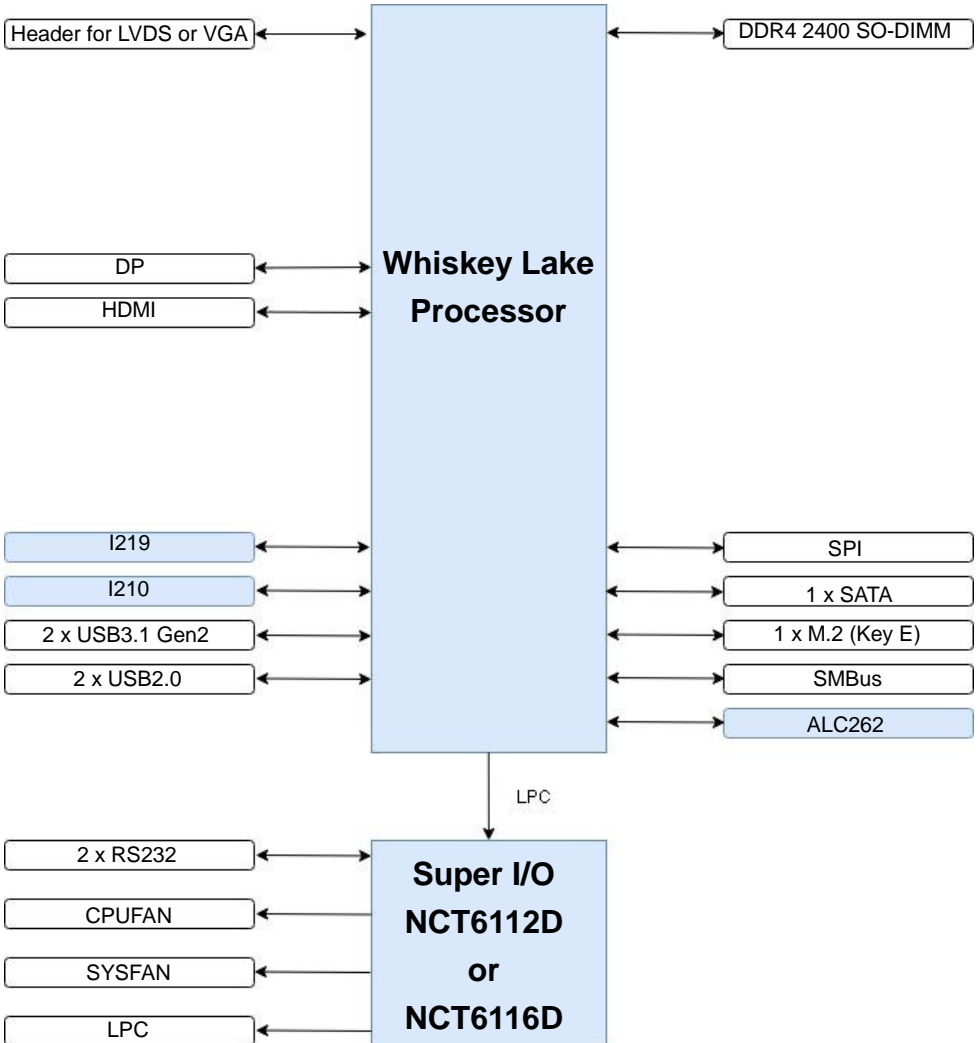 Header for LVDS or VGA
DDR4 2400 SO-DIMM
Whiskey Lake
Processor
DP
HDMI
I219
I210
2 x USB3.1 Gen2
2 x USB2.0
SPI
1 x SATA
1 x M.2 (Key E)
SMBus
ALC262
LPC
2 x RS232
CPUFAN
SYSFAN
LPC
Super I/O
NCT6112D
or
NCT6116D